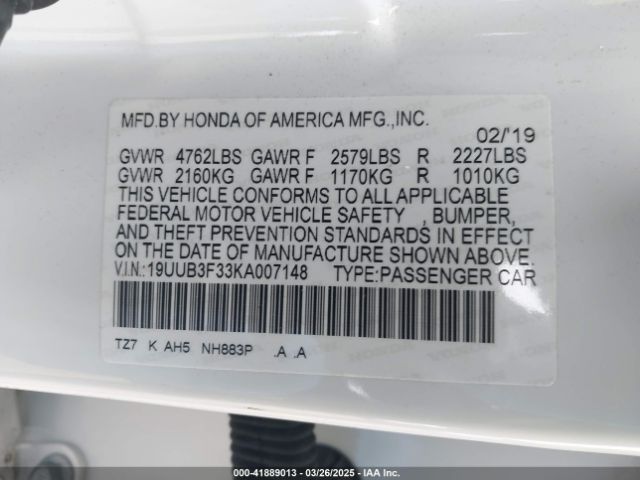 MFD.BY HONDA OF AMERICA MFG.,INC.
02/'19
GVWR 4762LBS GAWR F 2579LBS R 2227LBS
GVWR 2160KG GAWR F 1170KG R 1010KG
THIS VEHICLE CONFORMS TO ALL APPLICABLE
FEDERAL MOTOR VEHICLE SAFETY , BUMPER,
AND THEFT PREVENTION STANDARDS IN EFFECT
ON THE DATE OF MANUFACTURE SHOWN ABOVE.
V.I.N.:19UUB3F33KA007148 TYPE:PASSENGER CAR
TZ7 K AH5 NH883P .A .A
000-41889013 - 03/26/2025 - IAA Inc.